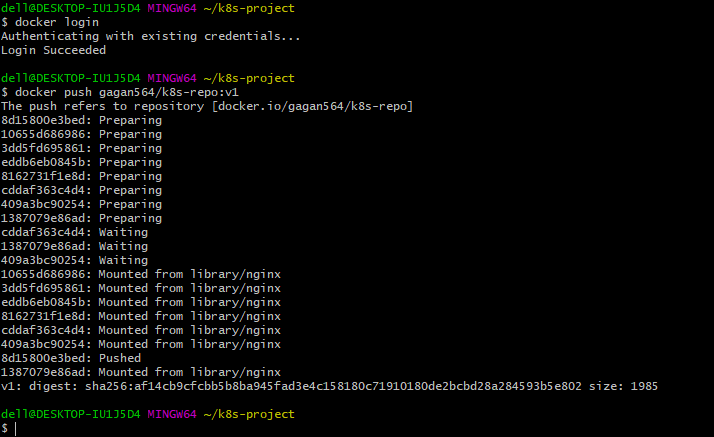 dell@DESKTOP-IU1J5D4 MINGW64 ~/k8s-project
$ docker login
Authenticating with existing credentials...
Login Succeeded
dell@DESKTOP-IU1J5D4 MINGW64 ~/k8s-project
$ docker push gagan564/k8s-repo:v1
The push refers to repository [docker.io/gagan564/k8s-repo]
8d15800e3bed: Preparing
10655d686986: Preparing
3dd5fd695861: Preparing
eddb6eb0845b: Preparing
8162731f1e8d: Preparing
cddaf363c4d4: Preparing
409a3bc90254: Preparing
1387079e86ad: Preparing
cddaf363c4d4: Waiting
1387079e86ad: Waiting
409a3bc90254: Waiting
10655d686986: Mounted from library/nginx
3dd5fd695861: Mounted from library/nginx
eddb6eb0845b: Mounted from library/nginx
8162731f1e8d: Mounted from library/nginx
cddaf363c4d4: Mounted from library/nginx
409a3bc90254: Mounted from library/nginx
8d15800e3bed: Pushed
1387079e86ad: Mounted from library/nginx
v1: digest: sha256:af14cb9cfcbb5b8ba945fad3e4c158180c71910180de2bcbd28a284593b5e802 size: 1985
dell@DESKTOP-IU1J5D4 MINGW64 ~/k8s-project
$